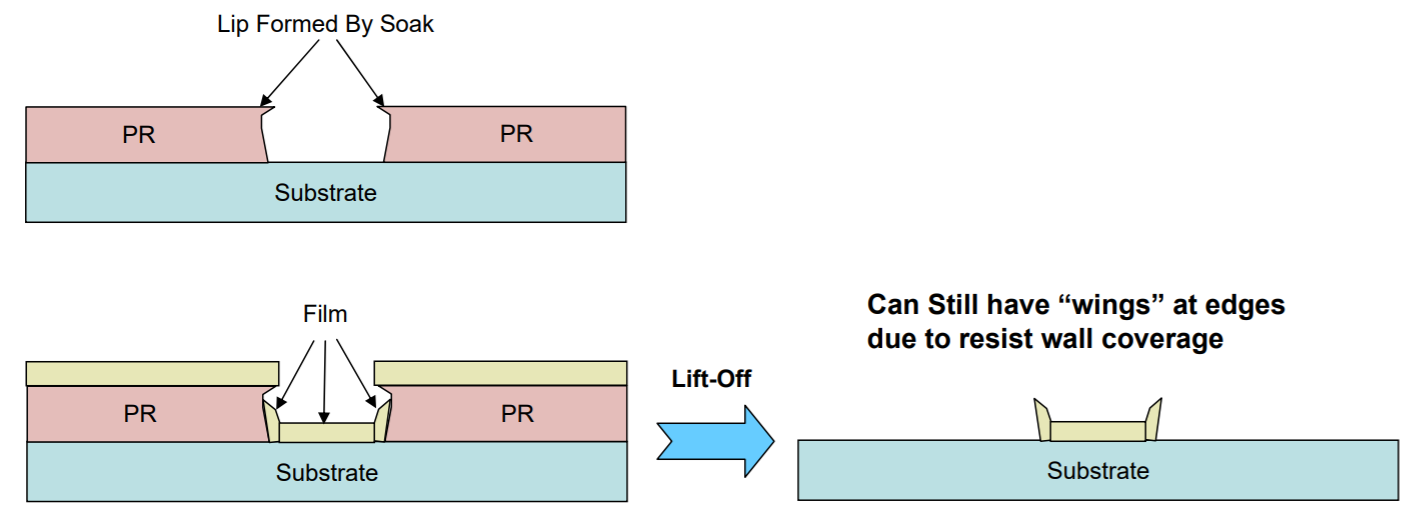 Lip Formed By Soak
PR
PR
Substrate
Film
PR
PR
Substrate
Lift-Off
Can Still have “wings” at edges
due to resist wall coverage
Substrate